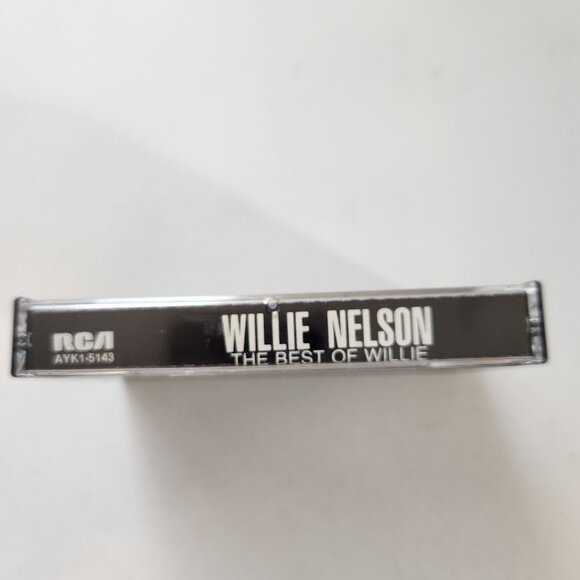 RCA
AYK1-5143
WILLIE NELSON
THE BEST OF WILLIE